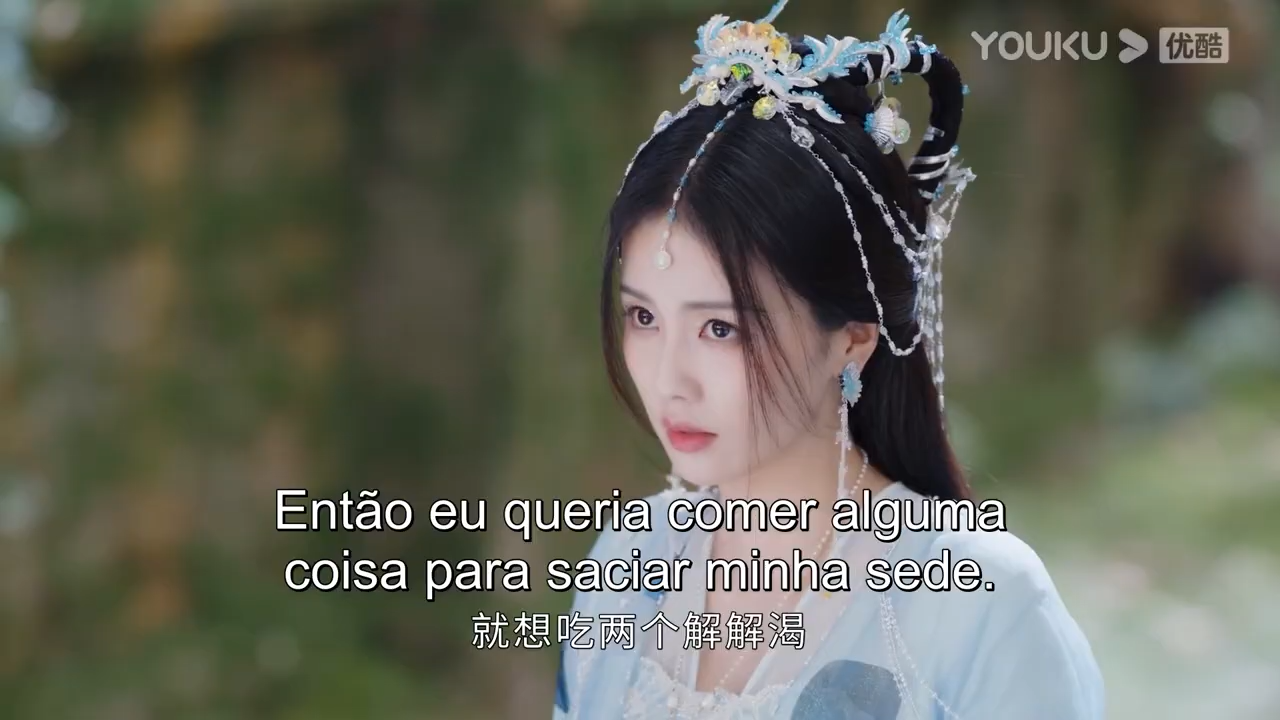 YOUKU 优酷
Então eu queria comer alguma
coisa para saciar minha sede.
就想吃两个解解渴